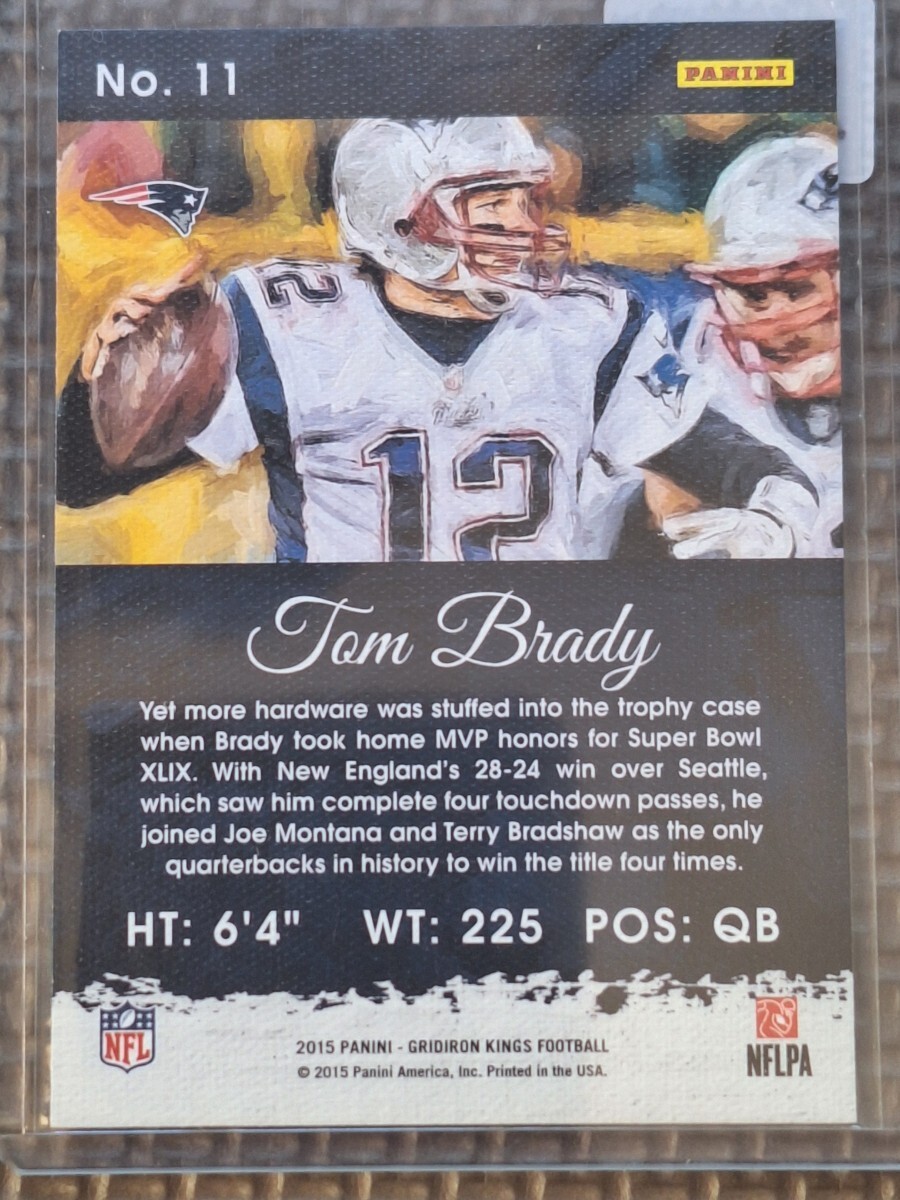 No. 11
PANINI
12
12
Tom Brady
Yet more hardware was stuffed into the trophy case
when Brady took home MVP honors for Super Bowl
XLIX. With New England's 28-24 win over Seattle,
which saw him complete four touchdown passes, he
joined Joe Montana and Terry Bradshaw as the only
quarterbacks in history to win the title four times.
HT: 6'4" WT: 225 POS: QB
NFL
2015 PANINI - GRIDIRON KINGS FOOTBALL
© 2015 Panini America, Inc. Printed in the USA.
NFLPA